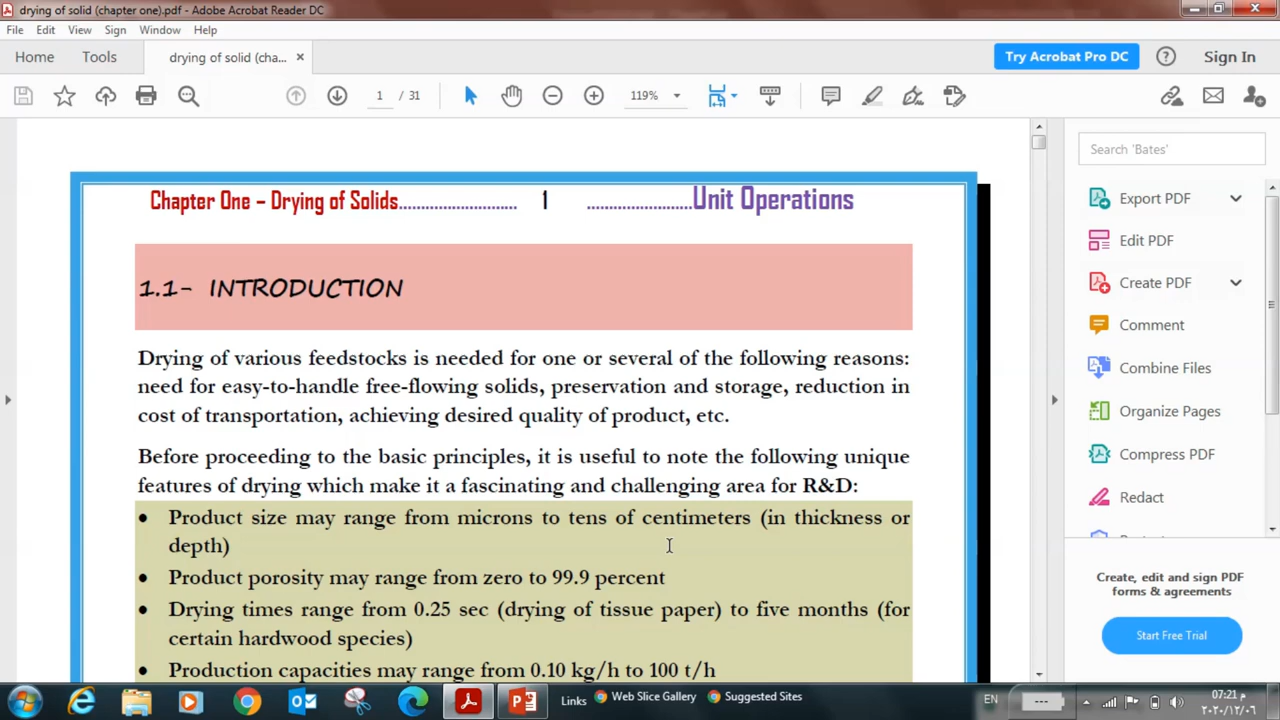 drying of solid (chapter one).pdf - Adobe Acrobat Reader DC
File Edit View Sign Window Help
Home Tools drying of solid (cha... × Try Acrobat Pro DC Sign In
1 / 31 119%
Search 'Bates'
Chapter One – Drying of Solids........................... 1 ........................Unit Operations
Export PDF
Edit PDF
1.1- INTRODUCTION
Create PDF
Comment
Drying of various feedstocks is needed for one or several of the following reasons:
need for easy-to-handle free-flowing solids, preservation and storage, reduction in
cost of transportation, achieving desired quality of product, etc.
Combine Files
Organize Pages
Before proceeding to the basic principles, it is useful to note the following unique
features of drying which make it a fascinating and challenging area for R&D:
Compress PDF
Redact
• Product size may range from microns to tens of centimeters (in thickness or
depth)
• Product porosity may range from zero to 99.9 percent
• Drying times range from 0.25 sec (drying of tissue paper) to five months (for
certain hardwood species)
• Production capacities may range from 0.10 kg/h to 100 t/h
Create, edit and sign PDF
forms & agreements
Start Free Trial
Links Web Slice Gallery Suggested Sites EN --- 07:21 م
٢٠٢٠/١٢/٠٦